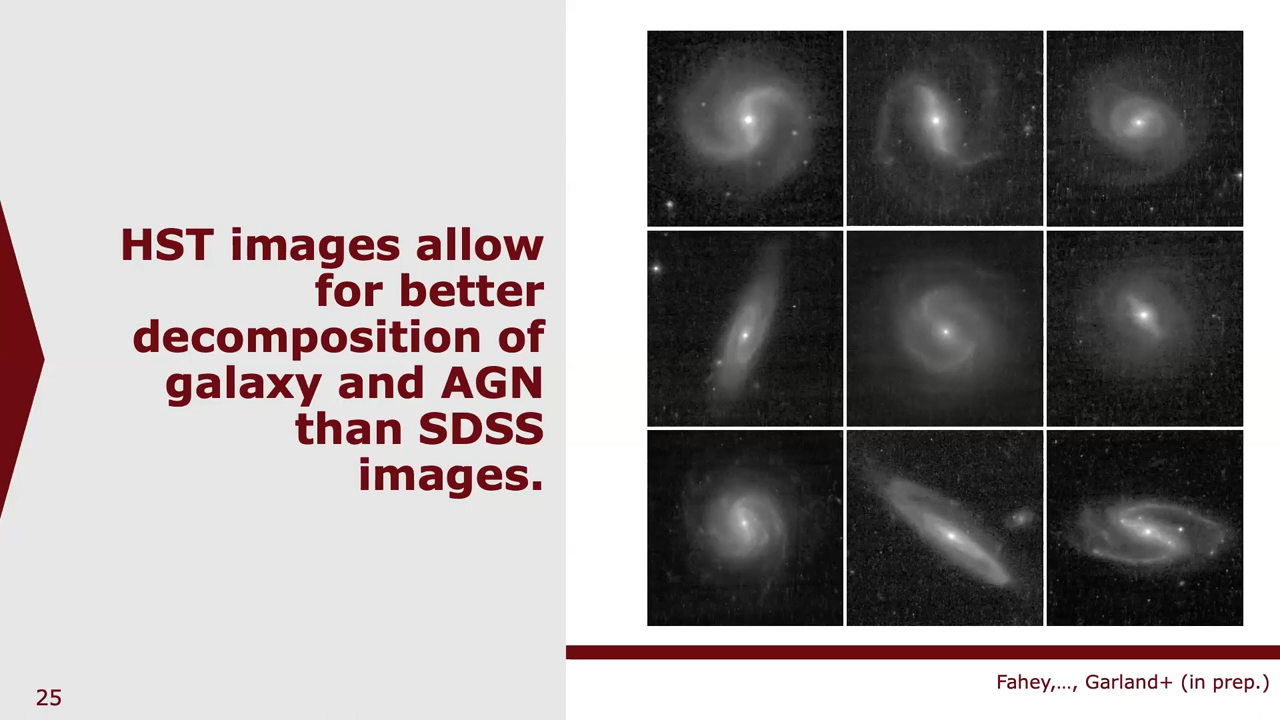 HST images allow
for better
decomposition of
galaxy and AGN
than SDSS
images.
Fahey,..., Garland+ (in prep.)
25